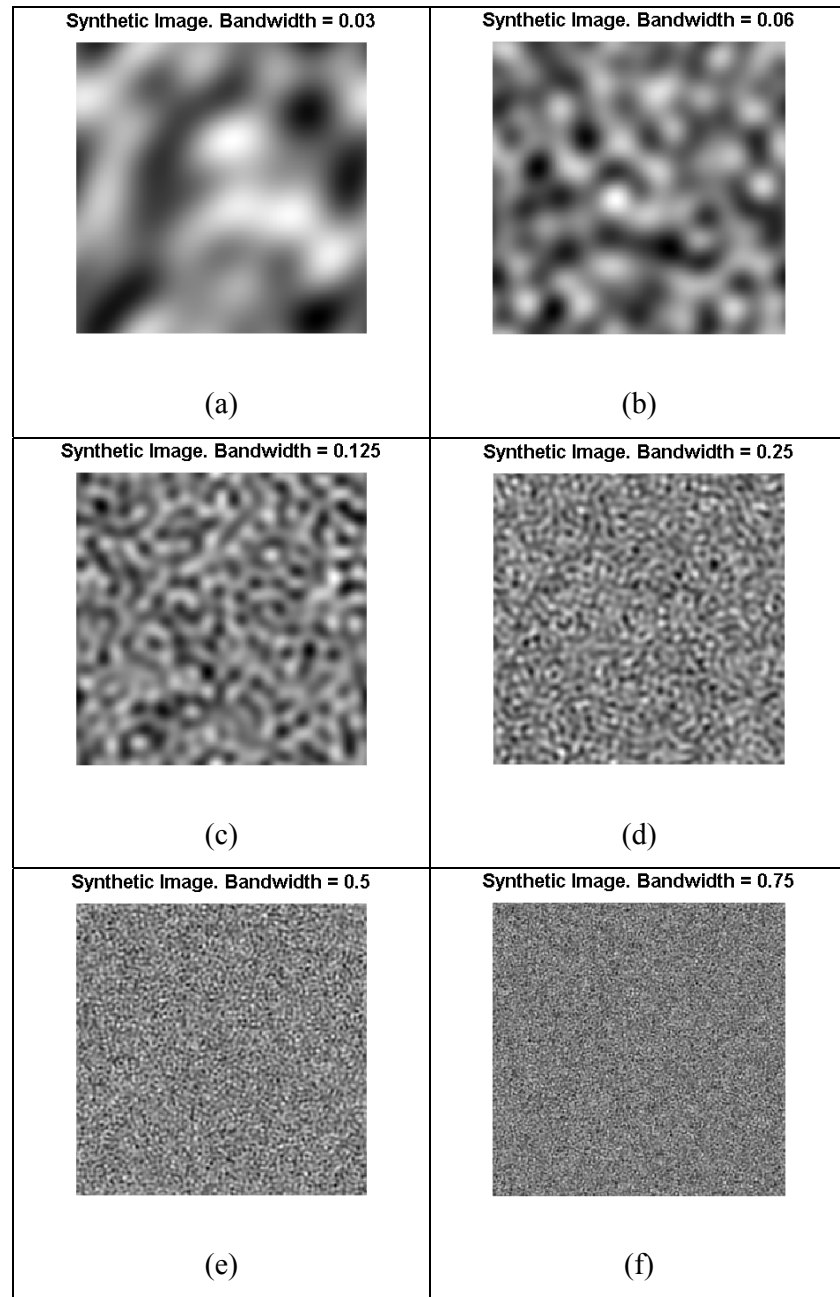 Synthetic Image. Bandwidth = 0.03
(a)
Synthetic Image. Bandwidth = 0.06
(b)
Synthetic Image. Bandwidth = 0.125
(c)
Synthetic Image. Bandwidth = 0.25
(d)
Synthetic Image. Bandwidth = 0.5
(e)
Synthetic Image. Bandwidth = 0.75
(f)